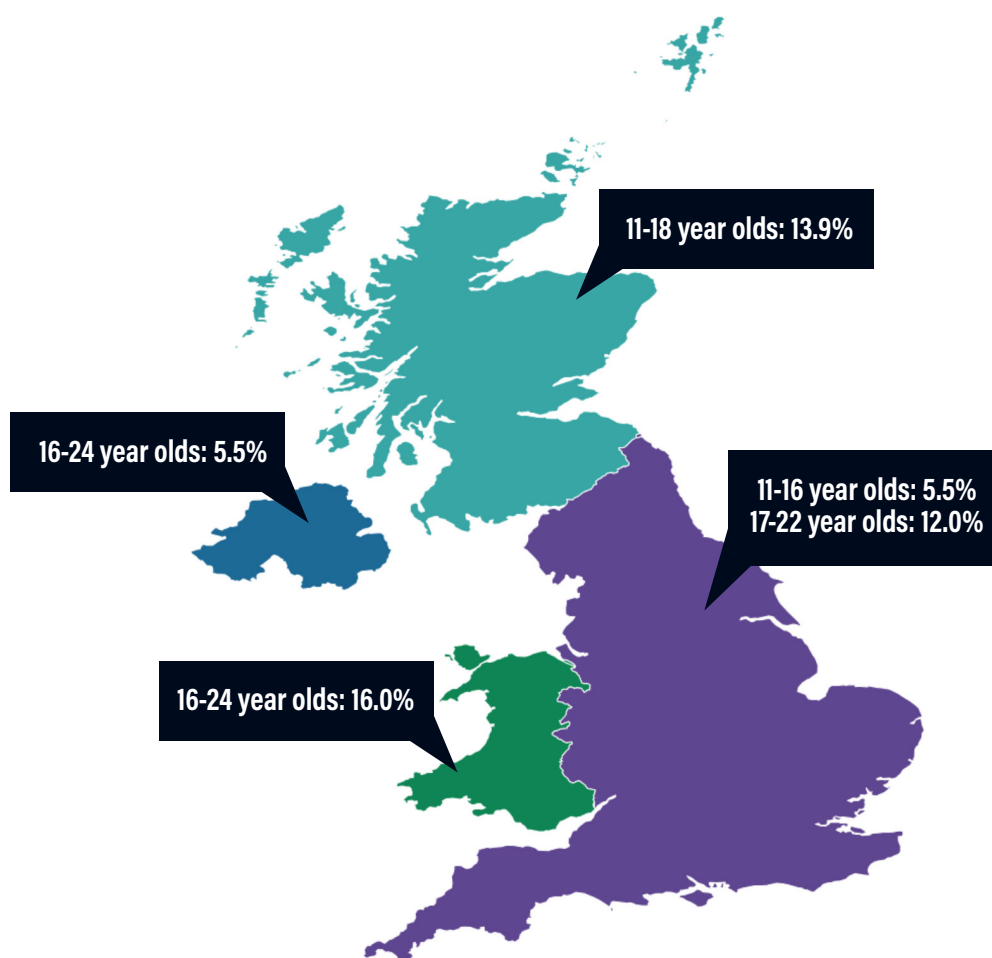 11-18 year olds: 13.9%
16-24 year olds: 5.5%
11-16 year olds: 5.5%
17-22 year olds: 12.0%
16-24 year olds: 16.0%